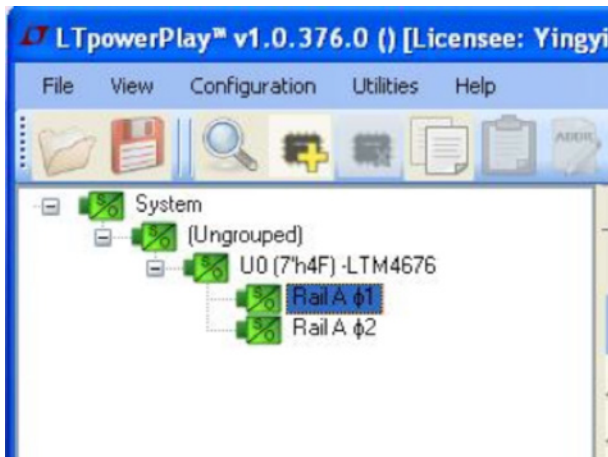 LTpowerPlay™ v1.0.376.0 () [Licensee: Yingyi
File View Configuration Utilities Help
System
(Ungrouped)
U0 (7'h4F) -LTM4676
Rail A ϕ1
Rail A ϕ2